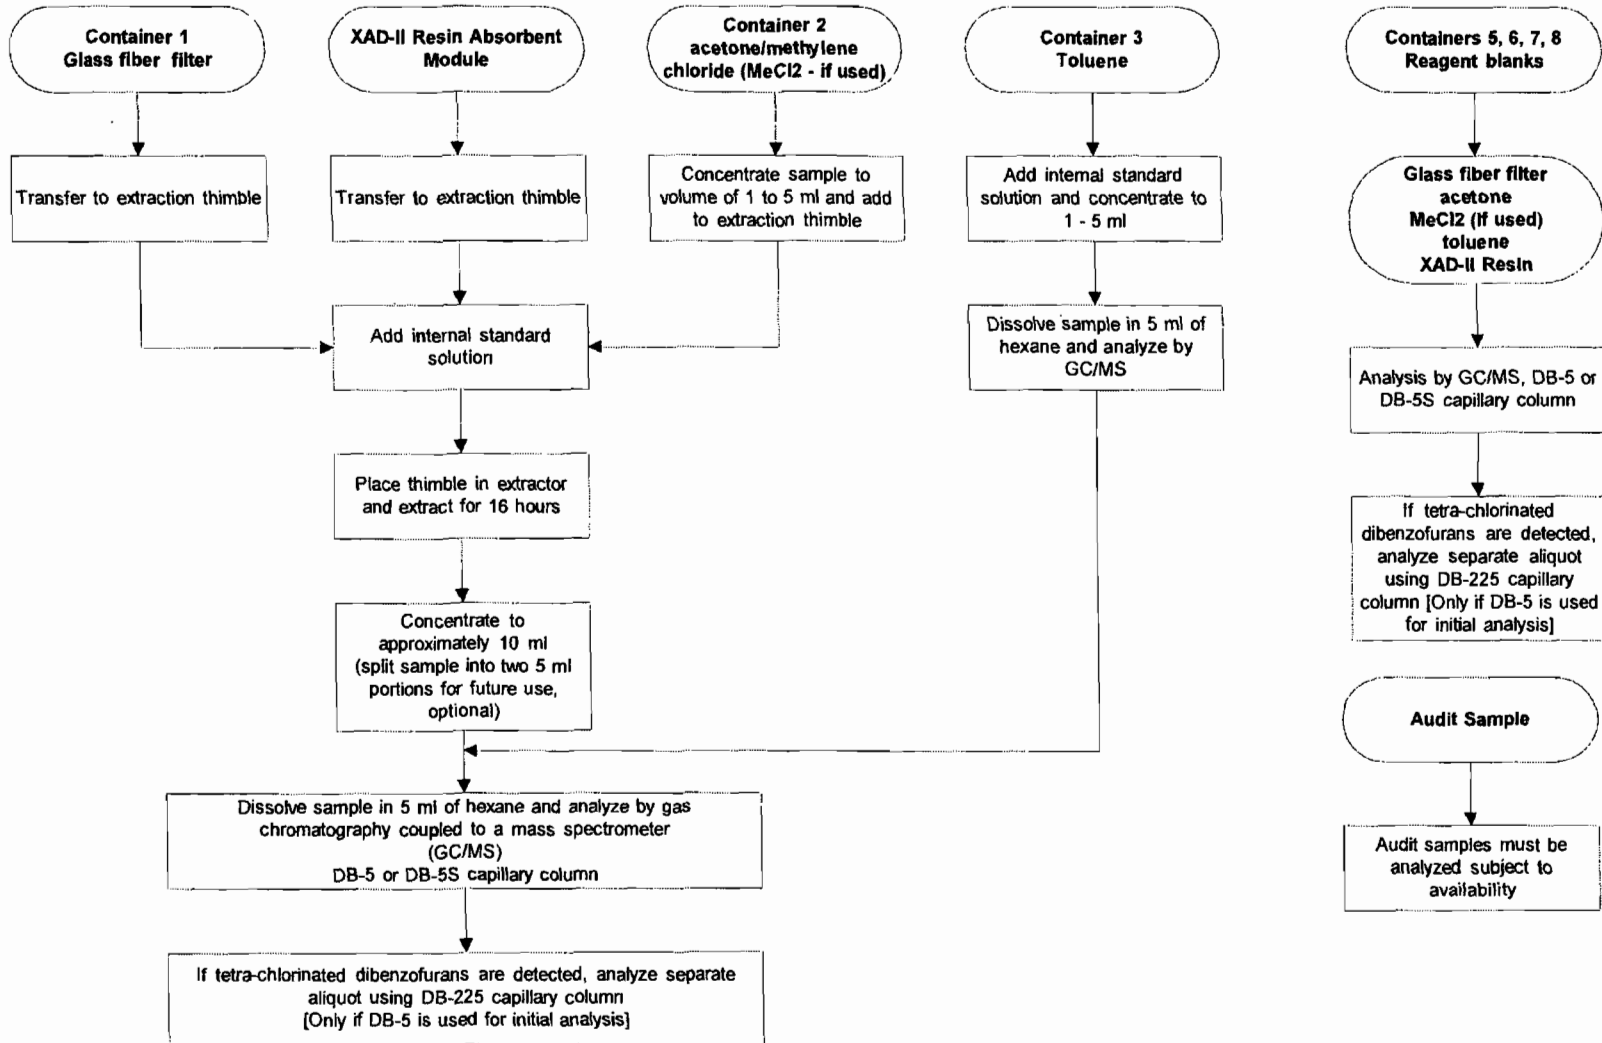 Container 1
Glass fiber filter
XAD-II Resin Absorbent
Module
Container 2
acetone/methylene
chloride (MeCl2 - if used)
Container 3
Toluene
Containers 5, 6, 7, 8
Reagent blanks
Transfer to extraction thimble
Transfer to extraction thimble
Concentrate sample to
volume of 1 to 5 ml and add
to extraction thimble
Add internal standard
solution and concentrate to
1 - 5 ml
Glass fiber filter
acetone
MeCl2 (If used)
toluene
XAD-II Resin
Add internal standard
solution
Dissolve sample in 5 ml of
hexane and analyze by
GC/MS
Analysis by GC/MS, DB-5 or
DB-5S capillary column
Place thimble in extractor
and extract for 16 hours
If tetra-chlorinated
dibenzofurans are detected,
analyze separate aliquot
using DB-225 capillary
column [Only if DB-5 is used
for initial analysis]
Concentrate to
approximately 10 ml
(split sample into two 5 ml
portions for future use,
optional)
Audit Sample
Dissolve sample in 5 ml of hexane and analyze by gas
chromatography coupled to a mass spectrometer
(GC/MS)
DB-5 or DB-5S capillary column
Audit samples must be
analyzed subject to
availability
If tetra-chlorinated dibenzofurans are detected, analyze separate
aliquot using DB-225 capillary column
[Only if DB-5 is used for initial analysis]